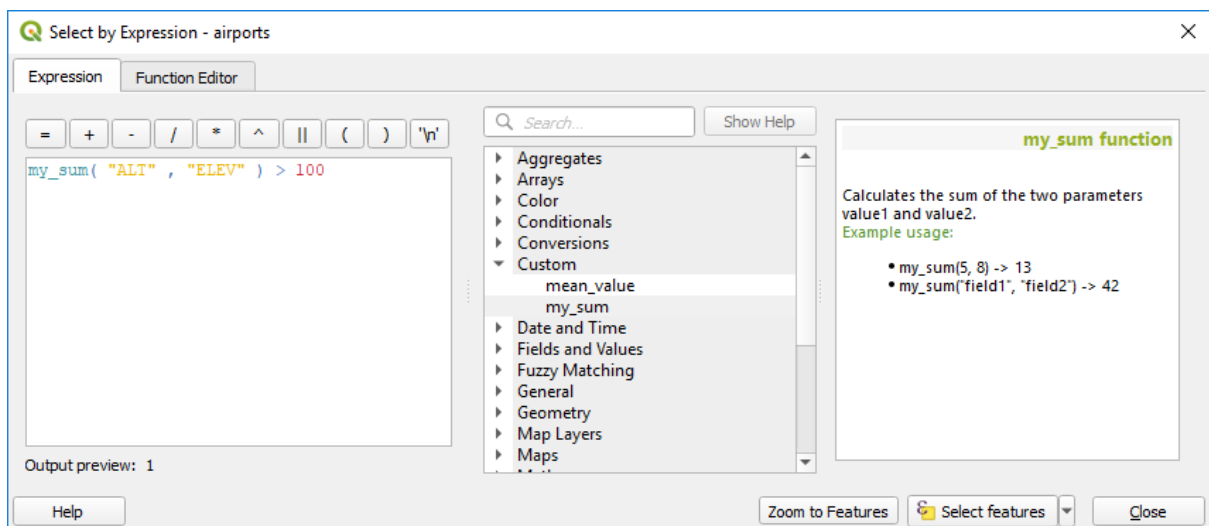 Select by Expression - airports
Expression
Function Editor
= + - / * ^ || ( ) '\n'
my_sum( "ALT" , "ELEV" ) > 100
Output preview: 1
Search...
Show Help
Aggregates
Arrays
Color
Conditionals
Conversions
Custom
mean_value
my_sum
Date and Time
Fields and Values
Fuzzy Matching
General
Geometry
Map Layers
Maps
my_sum function
Calculates the sum of the two parameters
value1 and value2.
Example usage:
• my_sum(5, 8) -> 13
• my_sum("field1", "field2") -> 42
Help
Zoom to Features
Select features
Close